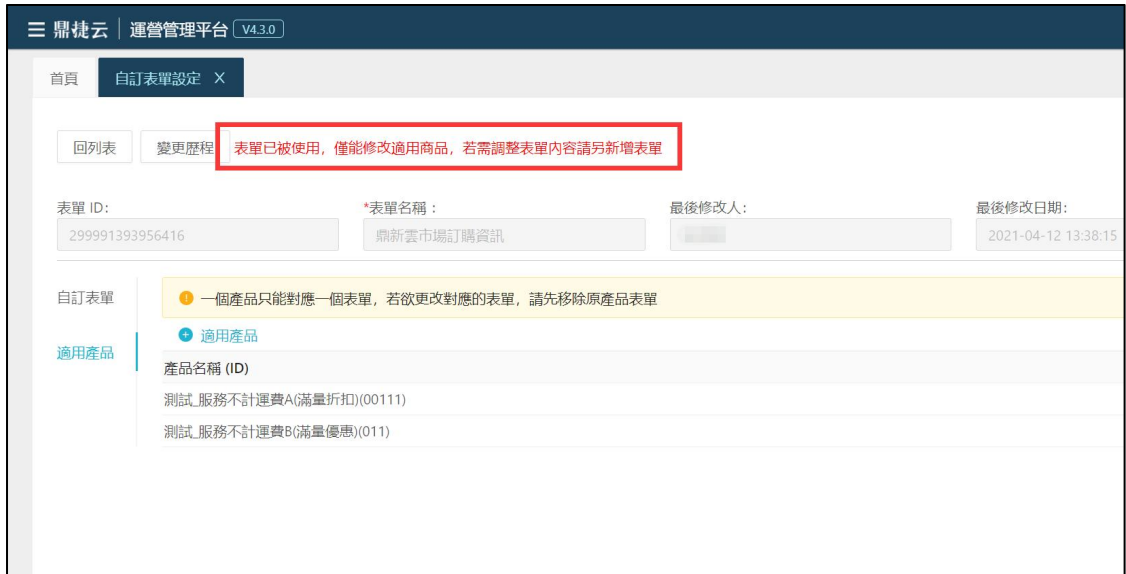 鼎捷云 運營管理平台 V4.3.0
首頁 自訂表單設定 X
回列表 變更歷程 表單已被使用，僅能修改適用商品，若需調整表單內容請另新增表單
表單 ID： *表單名稱： 最後修改人： 最後修改日期：
299991393956416 鼎新雲市場訂購資訊 2021-04-12 13:38:15
自訂表單 一個產品只能對應一個表單，若欲更改對應的表單，請先移除原產品表單
適用產品
適用產品
產品名稱 (ID)
測試_服務不計運費A(滿量折扣)(00111)
測試_服務不計運費B(滿量優惠)(011)